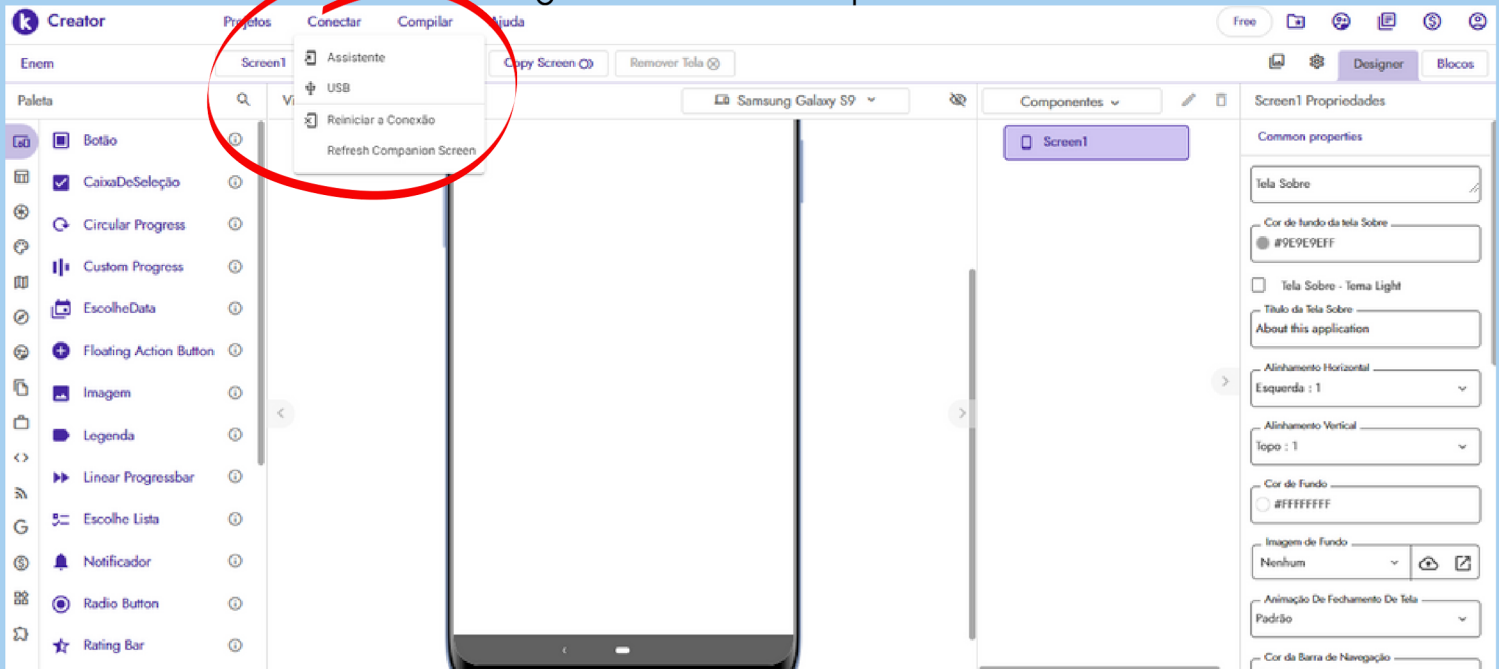 Creator
Projetos
Conectar
Compilar
Ajuda
Free
Enem
Screen1
Assistente
USB
Reiniciar a Conexão
Refresh Companion Screen
Copy Screen
Remover Tela
Designer
Blocos
Paleta
Samsung Galaxy S9
Componentes
Screen1 Propriedades
Botão
CaixaDeSeleção
Circular Progress
Custom Progress
EscolheData
Floating Action Button
Imagem
Legenda
Linear Progressbar
Escolhe Lista
Notificador
Radio Button
Rating Bar
Screen1
Common properties
Tela Sobre
Cor de fundo da tela Sobre
#9E9E9EFF
Tela Sobre - Tema Light
Título da Tela Sobre
About this application
Alinhamento Horizontal
Esquerda : 1
Alinhamento Vertical
Topo : 1
Cor de Fundo
#FFFFFFFF
Imagem de Fundo
Nenhum
Animação De Fechamento De Tela
Padrão
Cor da Barra de Navegação